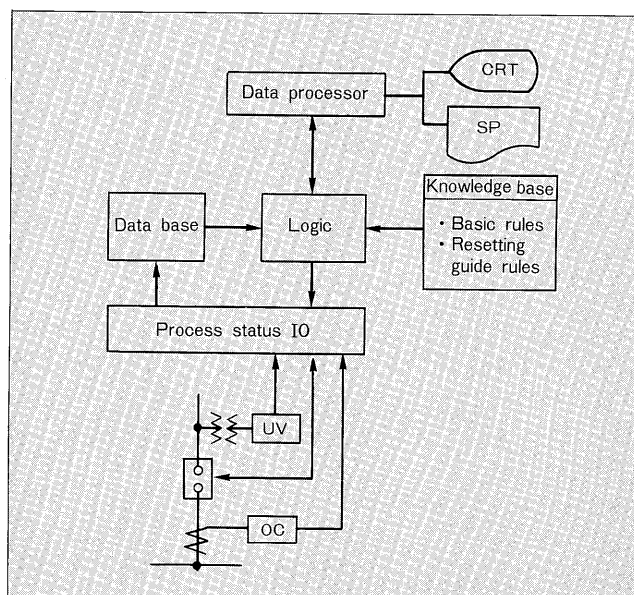 CRT
Data processor
SP
Knowledge base
• Basic rules
• Resetting
guide rules
Data base
Logic
Process status IO
UV
OC